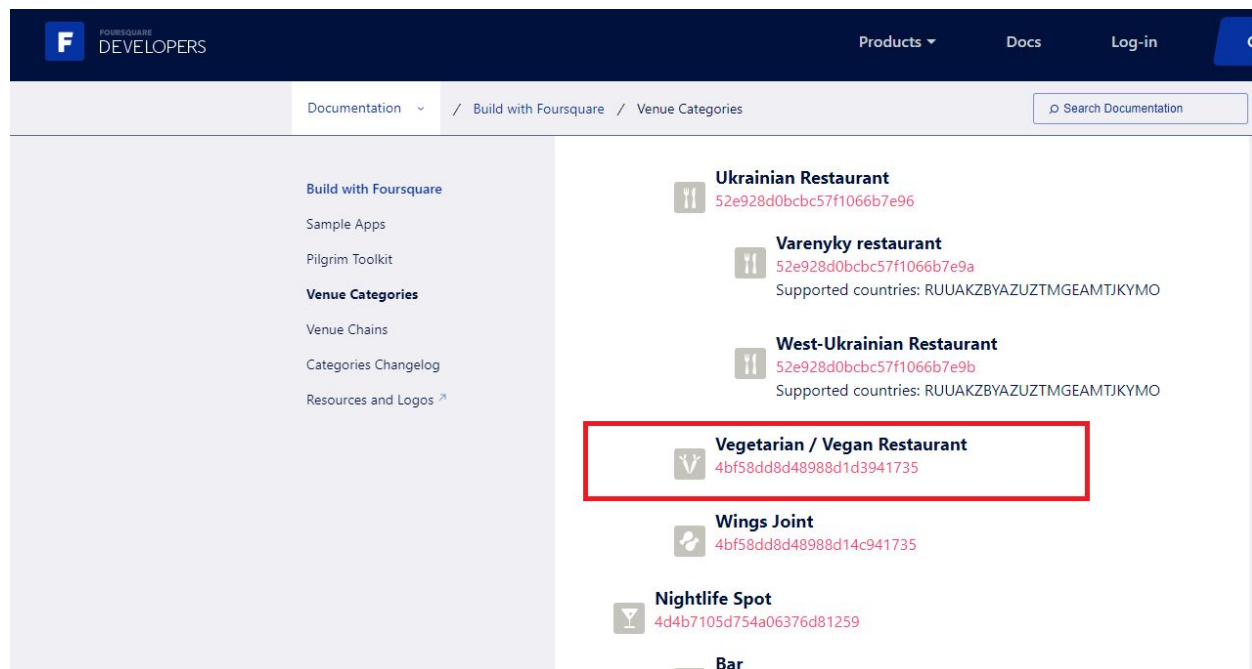 FOURSQUARE
DEVELOPERS
Products
Docs
Log-in
Documentation / Build with Foursquare / Venue Categories
Search Documentation
Build with Foursquare
Sample Apps
Pilgrim Toolkit
Venue Categories
Venue Chains
Categories Changelog
Resources and Logos
Ukrainian Restaurant
52e928d0bcbc57f1066b7e96
Varenyky restaurant
52e928d0bcbc57f1066b7e9a
Supported countries: RUUAKZBYAZUZTMGEAMTJKYMO
West-Ukrainian Restaurant
52e928d0bcbc57f1066b7e9b
Supported countries: RUUAKZBYAZUZTMGEAMTJKYMO
Vegetarian / Vegan Restaurant
4bf58dd8d48988d1d3941735
Wings Joint
4bf58dd8d48988d14c941735
Nightlife Spot
4d4b7105d754a06376d81259
Bar